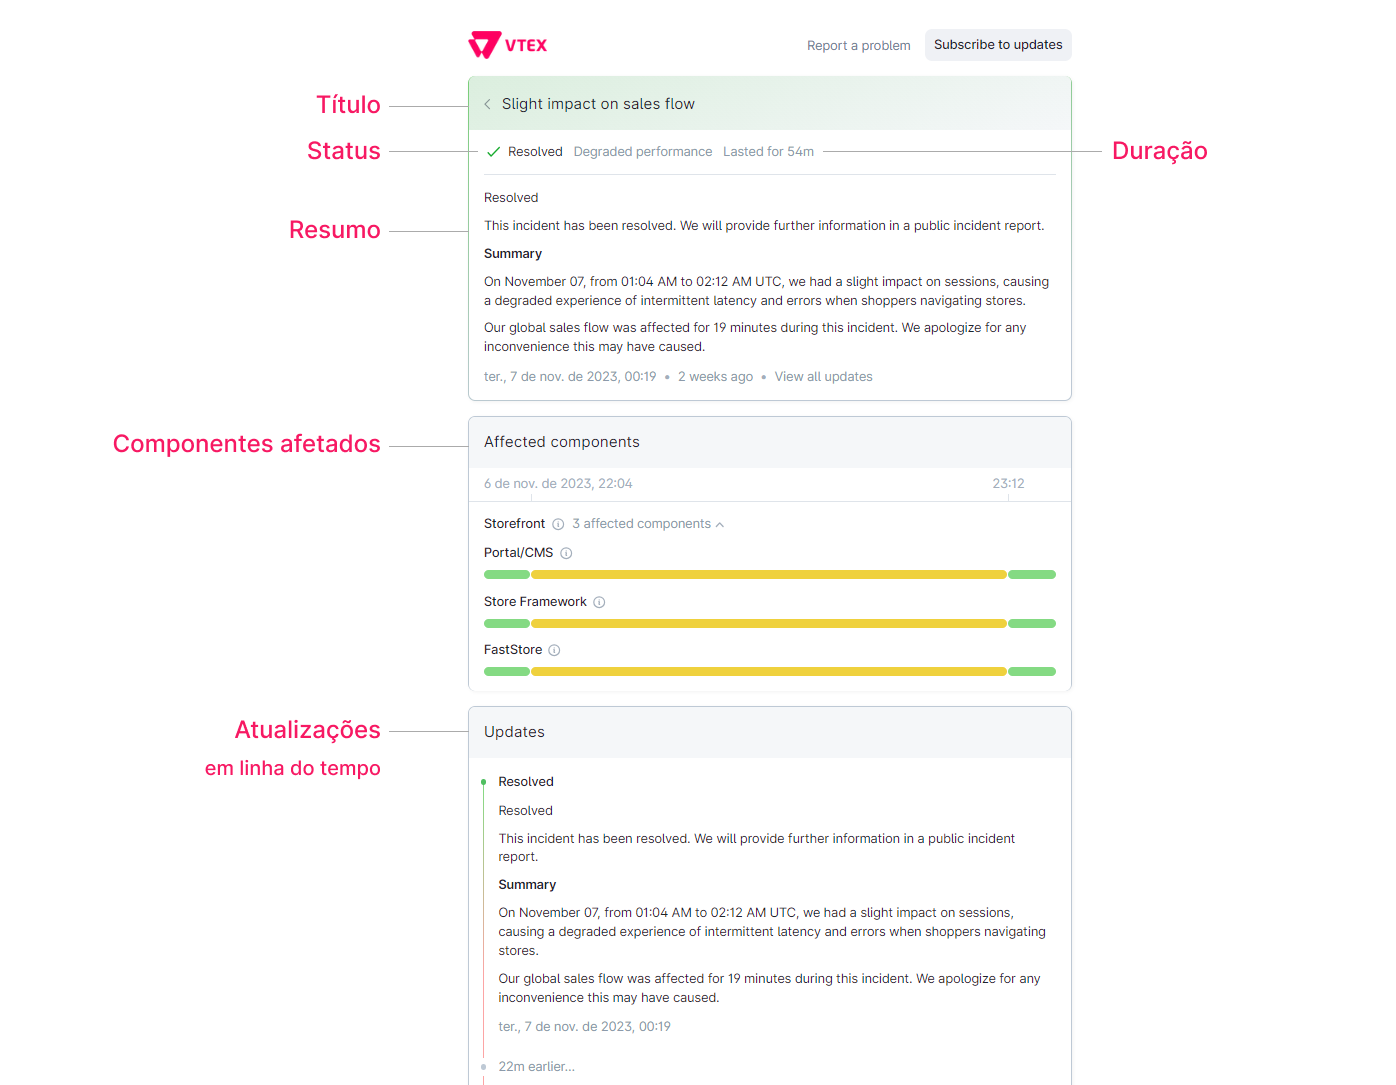 VTEX
Report a problem
Subscribe to updates
Título
Slight impact on sales flow
Status
Resolved Degraded performance Lasted for 54m
Duração
Resolved
Resumo
This incident has been resolved. We will provide further information in a public incident report.
Summary
On November 07, from 01:04 AM to 02:12 AM UTC, we had a slight impact on sessions, causing
a degraded experience of intermittent latency and errors when shoppers navigating stores.
Our global sales flow was affected for 19 minutes during this incident. We apologize for any
inconvenience this may have caused.
ter., 7 de nov. de 2023, 00:19 • 2 weeks ago • View all updates
Componentes afetados
Affected components
6 de nov. de 2023, 22:04
23:12
Storefront 3 affected components
Portal/CMS
Store Framework
FastStore
Atualizações
em linha do tempo
Updates
Resolved
Resolved
This incident has been resolved. We will provide further information in a public incident
report.
Summary
On November 07, from 01:04 AM to 02:12 AM UTC, we had a slight impact on sessions,
causing a degraded experience of intermittent latency and errors when shoppers navigating
stores.
Our global sales flow was affected for 19 minutes during this incident. We apologize for any
inconvenience this may have caused.
ter., 7 de nov. de 2023, 00:19
22m earlier...